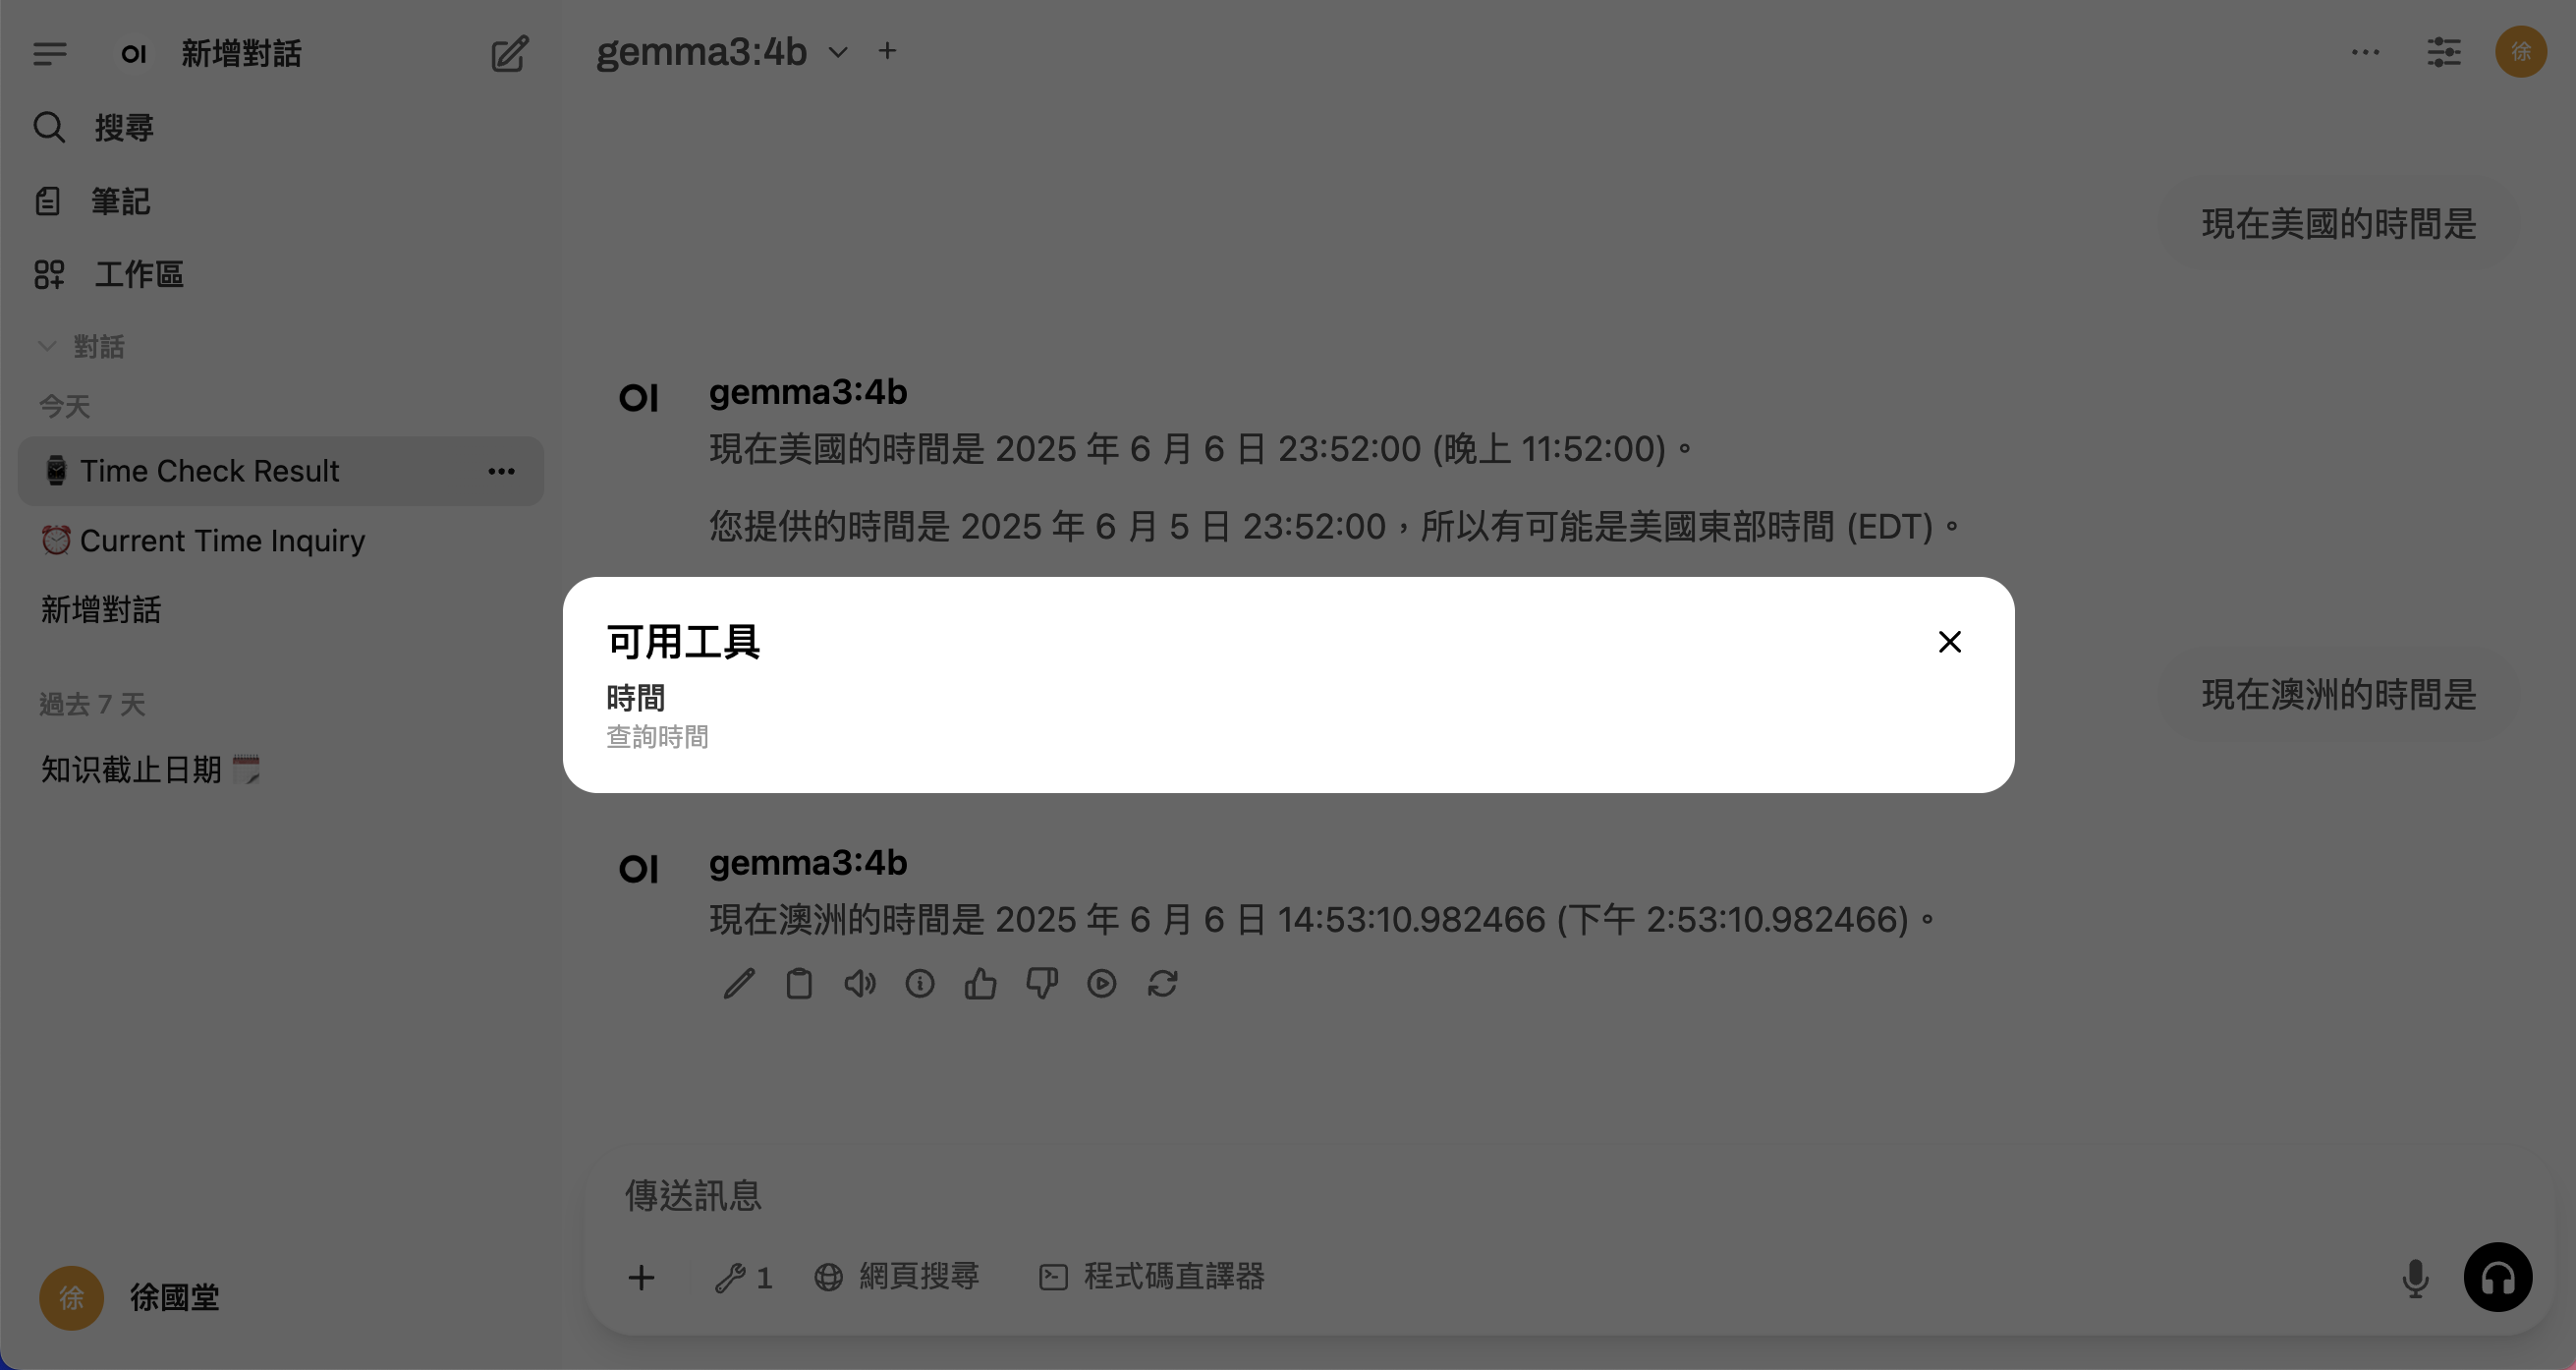 OI 新增對話
搜尋
筆記
工作區
對話
今天
Time Check Result
Current Time Inquiry
新增對話
過去 7 天
知识截止日期
徐 徐國堂
gemma3:4b
徐
現在美國的時間是
OI gemma3:4b
現在美國的時間是 2025 年 6 月 6 日 23:52:00 (晚上 11:52:00)。
您提供的時間是 2025 年 6 月 5 日 23:52:00，所以有可能是美國東部時間 (EDT)。
可用工具
時間
查詢時間
現在澳洲的時間是
OI gemma3:4b
現在澳洲的時間是 2025 年 6 月 6 日 14:53:10.982466 (下午 2:53:10.982466)。
傳送訊息
1 網頁搜尋 程式碼直譯器